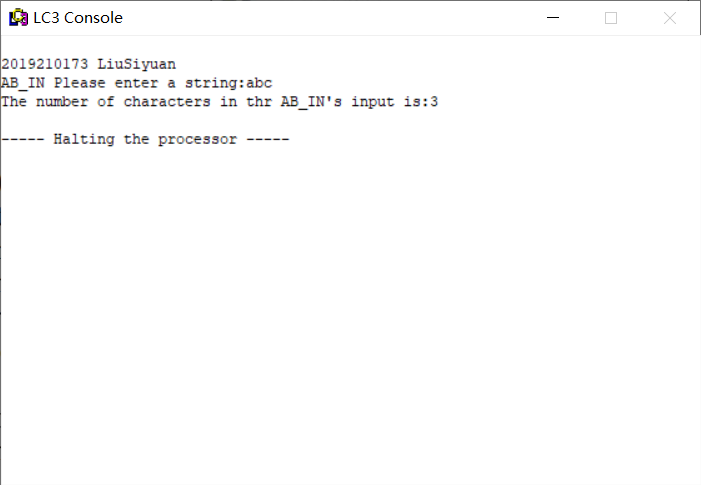 LC3 Console
2019210173 LiuSiyuan
AB_IN Please enter a string:abc
The number of characters in thr AB_IN's input is:3
----- Halting the processor -----